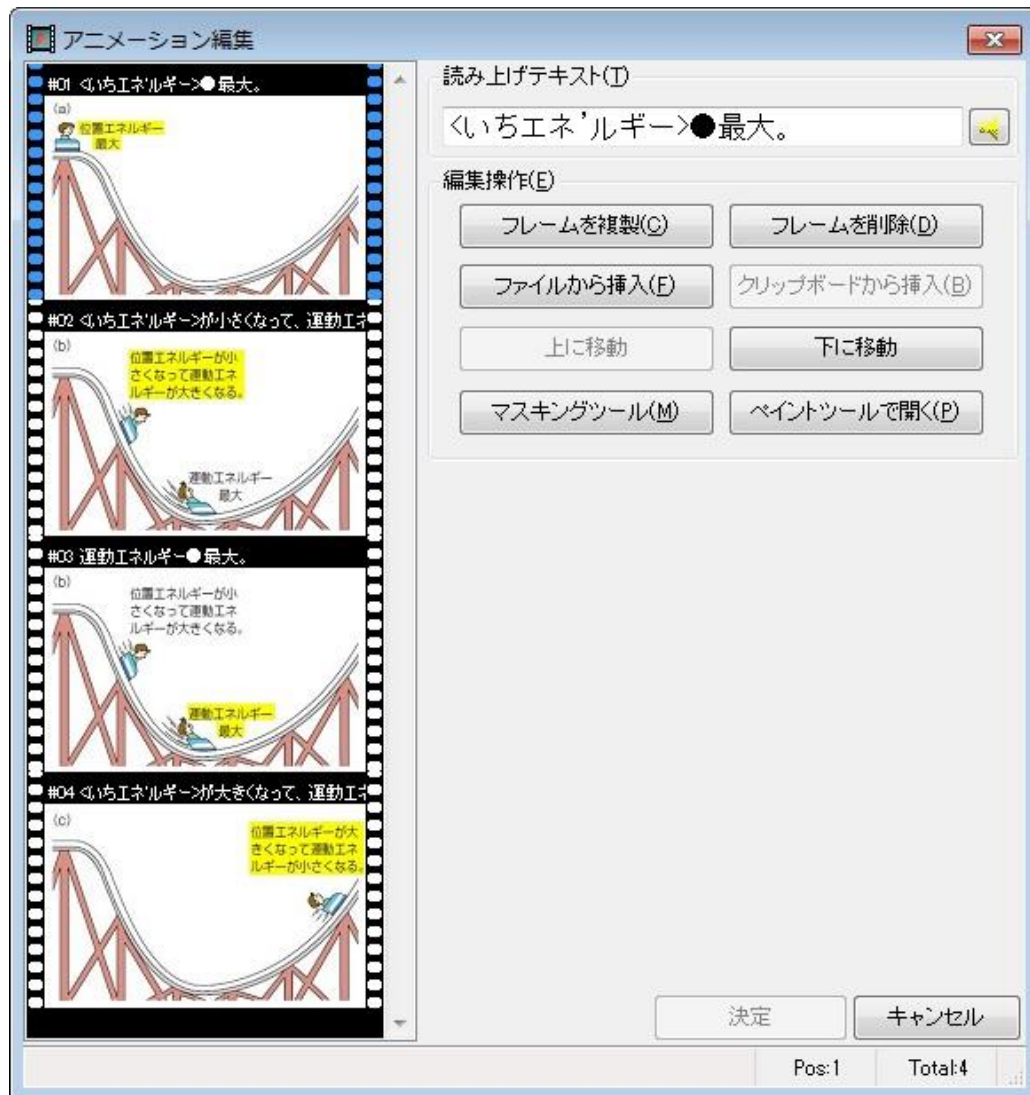 アニメーション編集
#01 <いちエネ'ルギー>●最大。
(a)
位置エネルギー
最大
#02 <いちエネ'ルギー>が小さくなって、運動エネ
(b)
位置エネルギーが小
さくなって運動エネ
ルギーが大きくなる。
運動エネルギー
最大
#03 運動エネルギー●最大。
(b)
位置エネルギーが小
さくなって運動エネ
ルギーが大きくなる。
運動エネルギー
最大
#04 <いちエネ'ルギー>が大きくなって、運動エネ
(c)
位置エネルギーが大
きくなって運動エネ
ルギーが小さくなる。
読み上げテキスト(T)
<いちエネ'ルギー>●最大。
編集操作(E)
フレームを複製(C) フレームを削除(D)
ファイルから挿入(F) クリップボードから挿入(B)
上に移動 下に移動
マスキングツール(M) ペイントツールで開く(P)
決定 キャンセル
Pos:1 Total:4